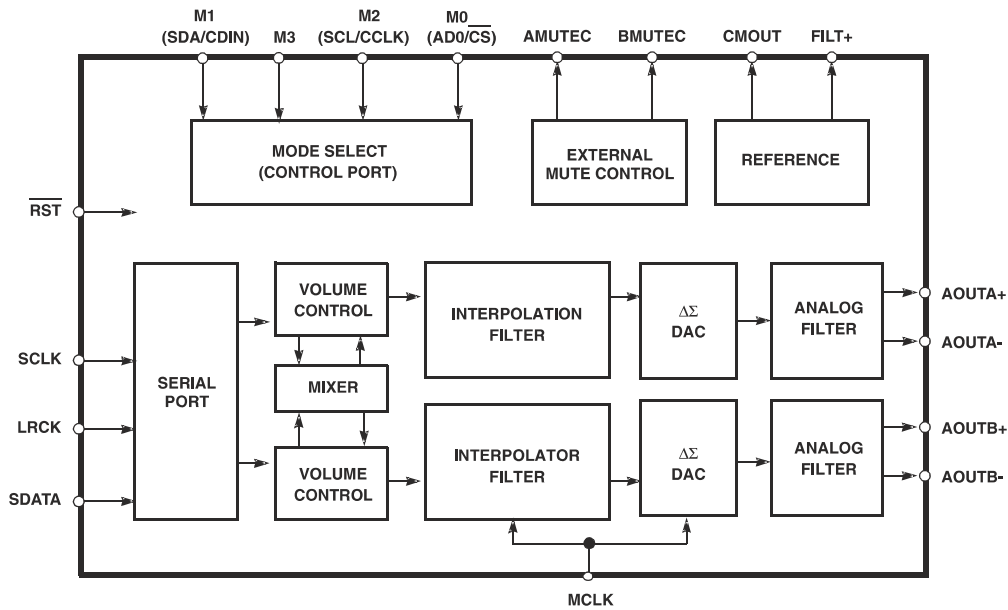 M1
(SDA/CDIN)
M3
M2
(SCL/CCLK)
M0
(AD0/CS)
AMUTEC
BMUTEC
CMOUT
FILT+
MODE SELECT
(CONTROL PORT)
EXTERNAL
MUTE CONTROL
REFERENCE
RST
SCLK
LRCK
SDATA
SERIAL
PORT
VOLUME
CONTROL
MIXER
VOLUME
CONTROL
INTERPOLATION
FILTER
INTERPOLATOR
FILTER
ΔΣ
DAC
ΔΣ
DAC
ANALOG
FILTER
ANALOG
FILTER
AOUTA+
AOUTA-
AOUTB+
AOUTB-
MCLK